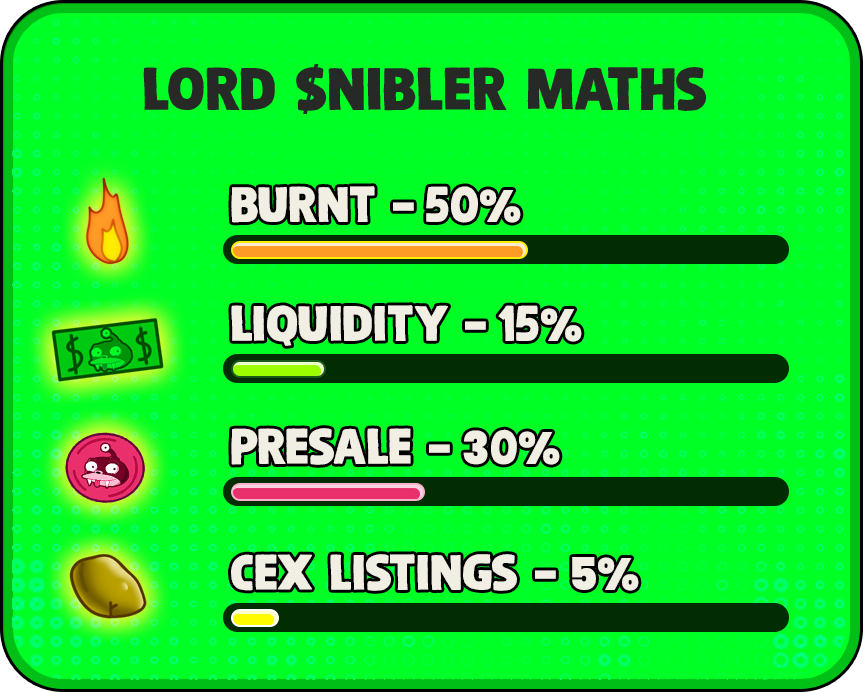 LORD $NIBLER MATHS
BURNT - 50%
LIQUIDITY - 15%
$ $
PRESALE - 30%
CEX LISTINGS - 5%